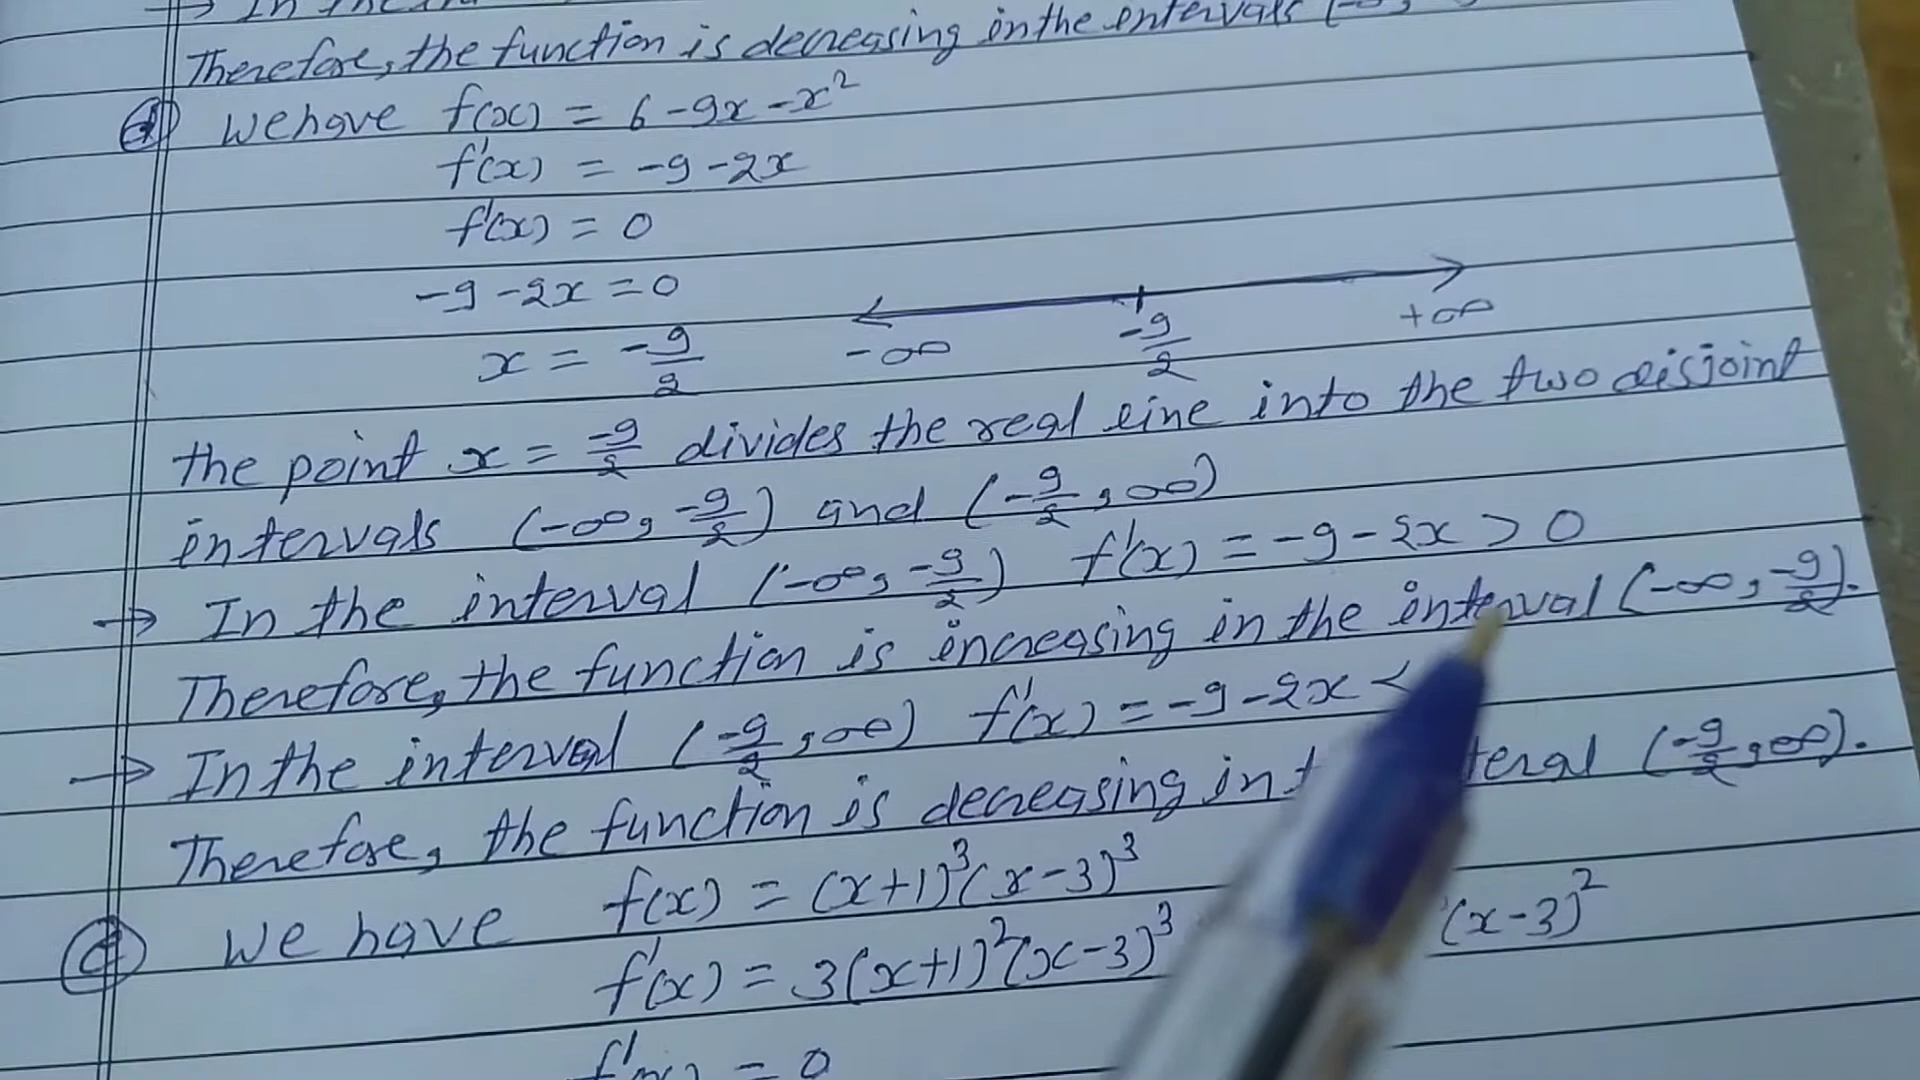 Therefore, the function is decreasing in the intervals (-∞,
(d) We have f(x) = 6 - 9x - x²
f'(x) = -9 - 2x
f'(x) = 0
-9 - 2x = 0
x = -9/2
-∞ -9/2 +∞
the point x = -9/2 divides the real line into the two disjoint
intervals (-∞, -9/2) and (-9/2, ∞)
→ In the interval (-∞, -9/2) f'(x) = -9 - 2x > 0
Therefore, the function is increasing in the interval (-∞, -9/2).
→ In the interval (-9/2, ∞) f'(x) = -9 - 2x <
Therefore, the function is decreasing in t teral (-9/2, ∞).
(e) We have f(x) = (x+1)³(x-3)³
f'(x) = 3(x+1)²(x-3)³ (x-3)²
f'(x) = 0